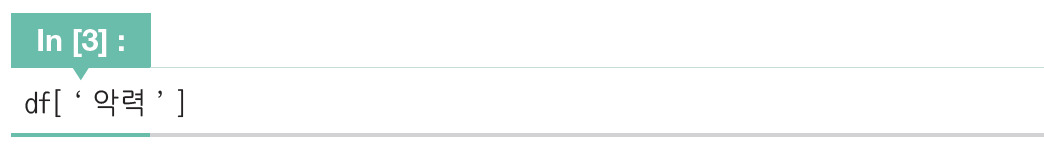 In [3] :
df[ ‘ 악력 ’ ]